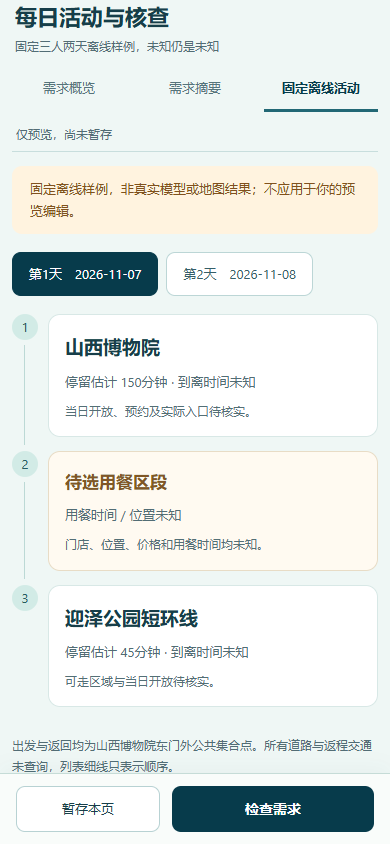 每日活动与核查
固定三人两天离线样例，未知仍是未知
需求概览 需求摘要 固定离线活动
仅预览，尚未暂存
固定离线样例，非真实模型或地图结果；不应用于你的预
览编辑。
第1天 2026-11-07 第2天 2026-11-08
1
山西博物院
停留估计 150分钟 · 到离时间未知
当日开放、预约及实际入口待核实。
2
待选用餐区段
用餐时间 / 位置未知
门店、位置、价格和用餐时间均未知。
3
迎泽公园短环线
停留估计 45分钟 · 到离时间未知
可走区域与当日开放待核实。
出发与返回均为山西博物院东门外公共集合点。所有道路与返程交通
未查询，列表细线只表示顺序。
暂存本页 检查需求